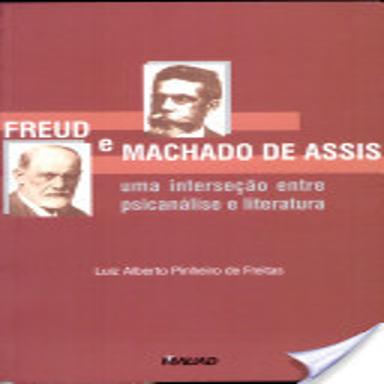 FREUD
e MACHADO DE ASSIS
uma interseção entre
psicanálise e literatura
Luiz Alberto Pinheiro de Freitas
MAUAD